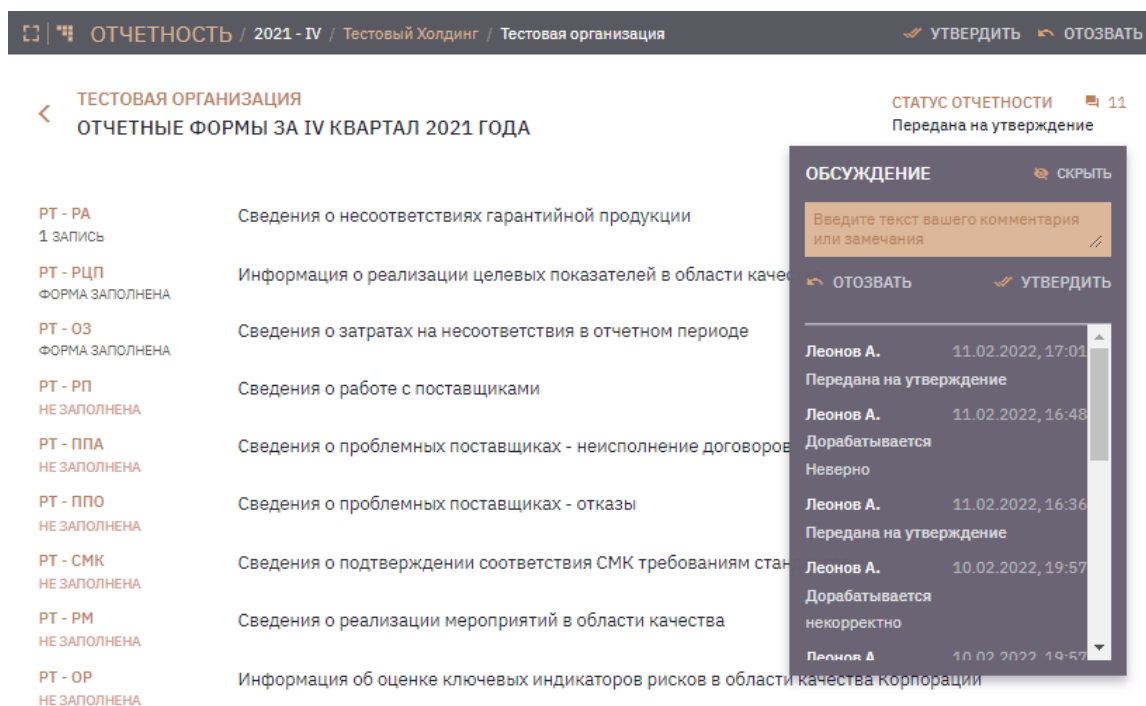 ОТЧЕТНОСТЬ / 2021 - IV / Тестовый Холдинг / Тестовая организация
УТВЕРДИТЬ ОТОЗВАТЬ
ТЕСТОВАЯ ОРГАНИЗАЦИЯ
ОТЧЕТНЫЕ ФОРМЫ ЗА IV КВАРТАЛ 2021 ГОДА
СТАТУС ОТЧЕТНОСТИ 11
Передана на утверждение
РТ - РА
1 ЗАПИСЬ
Сведения о несоответствиях гарантийной продукции
РТ - РЦП
ФОРМА ЗАПОЛНЕНА
Информация о реализации целевых показателей в области качес
РТ - ОЗ
ФОРМА ЗАПОЛНЕНА
Сведения о затратах на несоответствия в отчетном периоде
РТ - РП
НЕ ЗАПОЛНЕНА
Сведения о работе с поставщиками
РТ - ППА
НЕ ЗАПОЛНЕНА
Сведения о проблемных поставщиках - неисполнение договоров
РТ - ППО
НЕ ЗАПОЛНЕНА
Сведения о проблемных поставщиках - отказы
РТ - СМК
НЕ ЗАПОЛНЕНА
Сведения о подтверждении соответствия СМК требованиям стан
РТ - РМ
НЕ ЗАПОЛНЕНА
Сведения о реализации мероприятий в области качества
РТ - ОР
НЕ ЗАПОЛНЕНА
Информация об оценке ключевых индикаторов рисков в области качества Корпорации
ОБСУЖДЕНИЕ СКРЫТЬ
Введите текст вашего комментария
или замечания
ОТОЗВАТЬ УТВЕРДИТЬ
Леонов А. 11.02.2022, 17:01
Передана на утверждение
Леонов А. 11.02.2022, 16:48
Дорабатывается
Неверно
Леонов А. 11.02.2022, 16:36
Передана на утверждение
Леонов А. 10.02.2022, 19:57
Дорабатывается
некорректно
Леонов А. 10.02.2022, 19:57